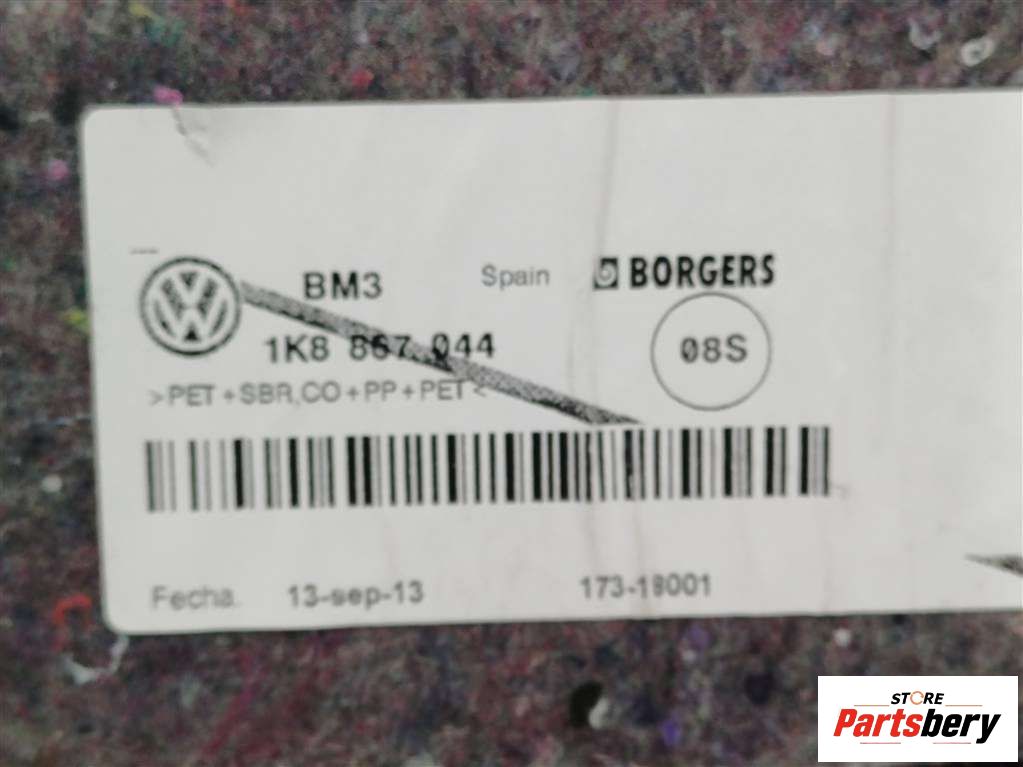 BM3 Spain BORGERS
1K8 867 044 08S
>PET+SBR,CO+PP+PET<
Fecha. 13-sep-13 173-18001
STORE
Partsbery